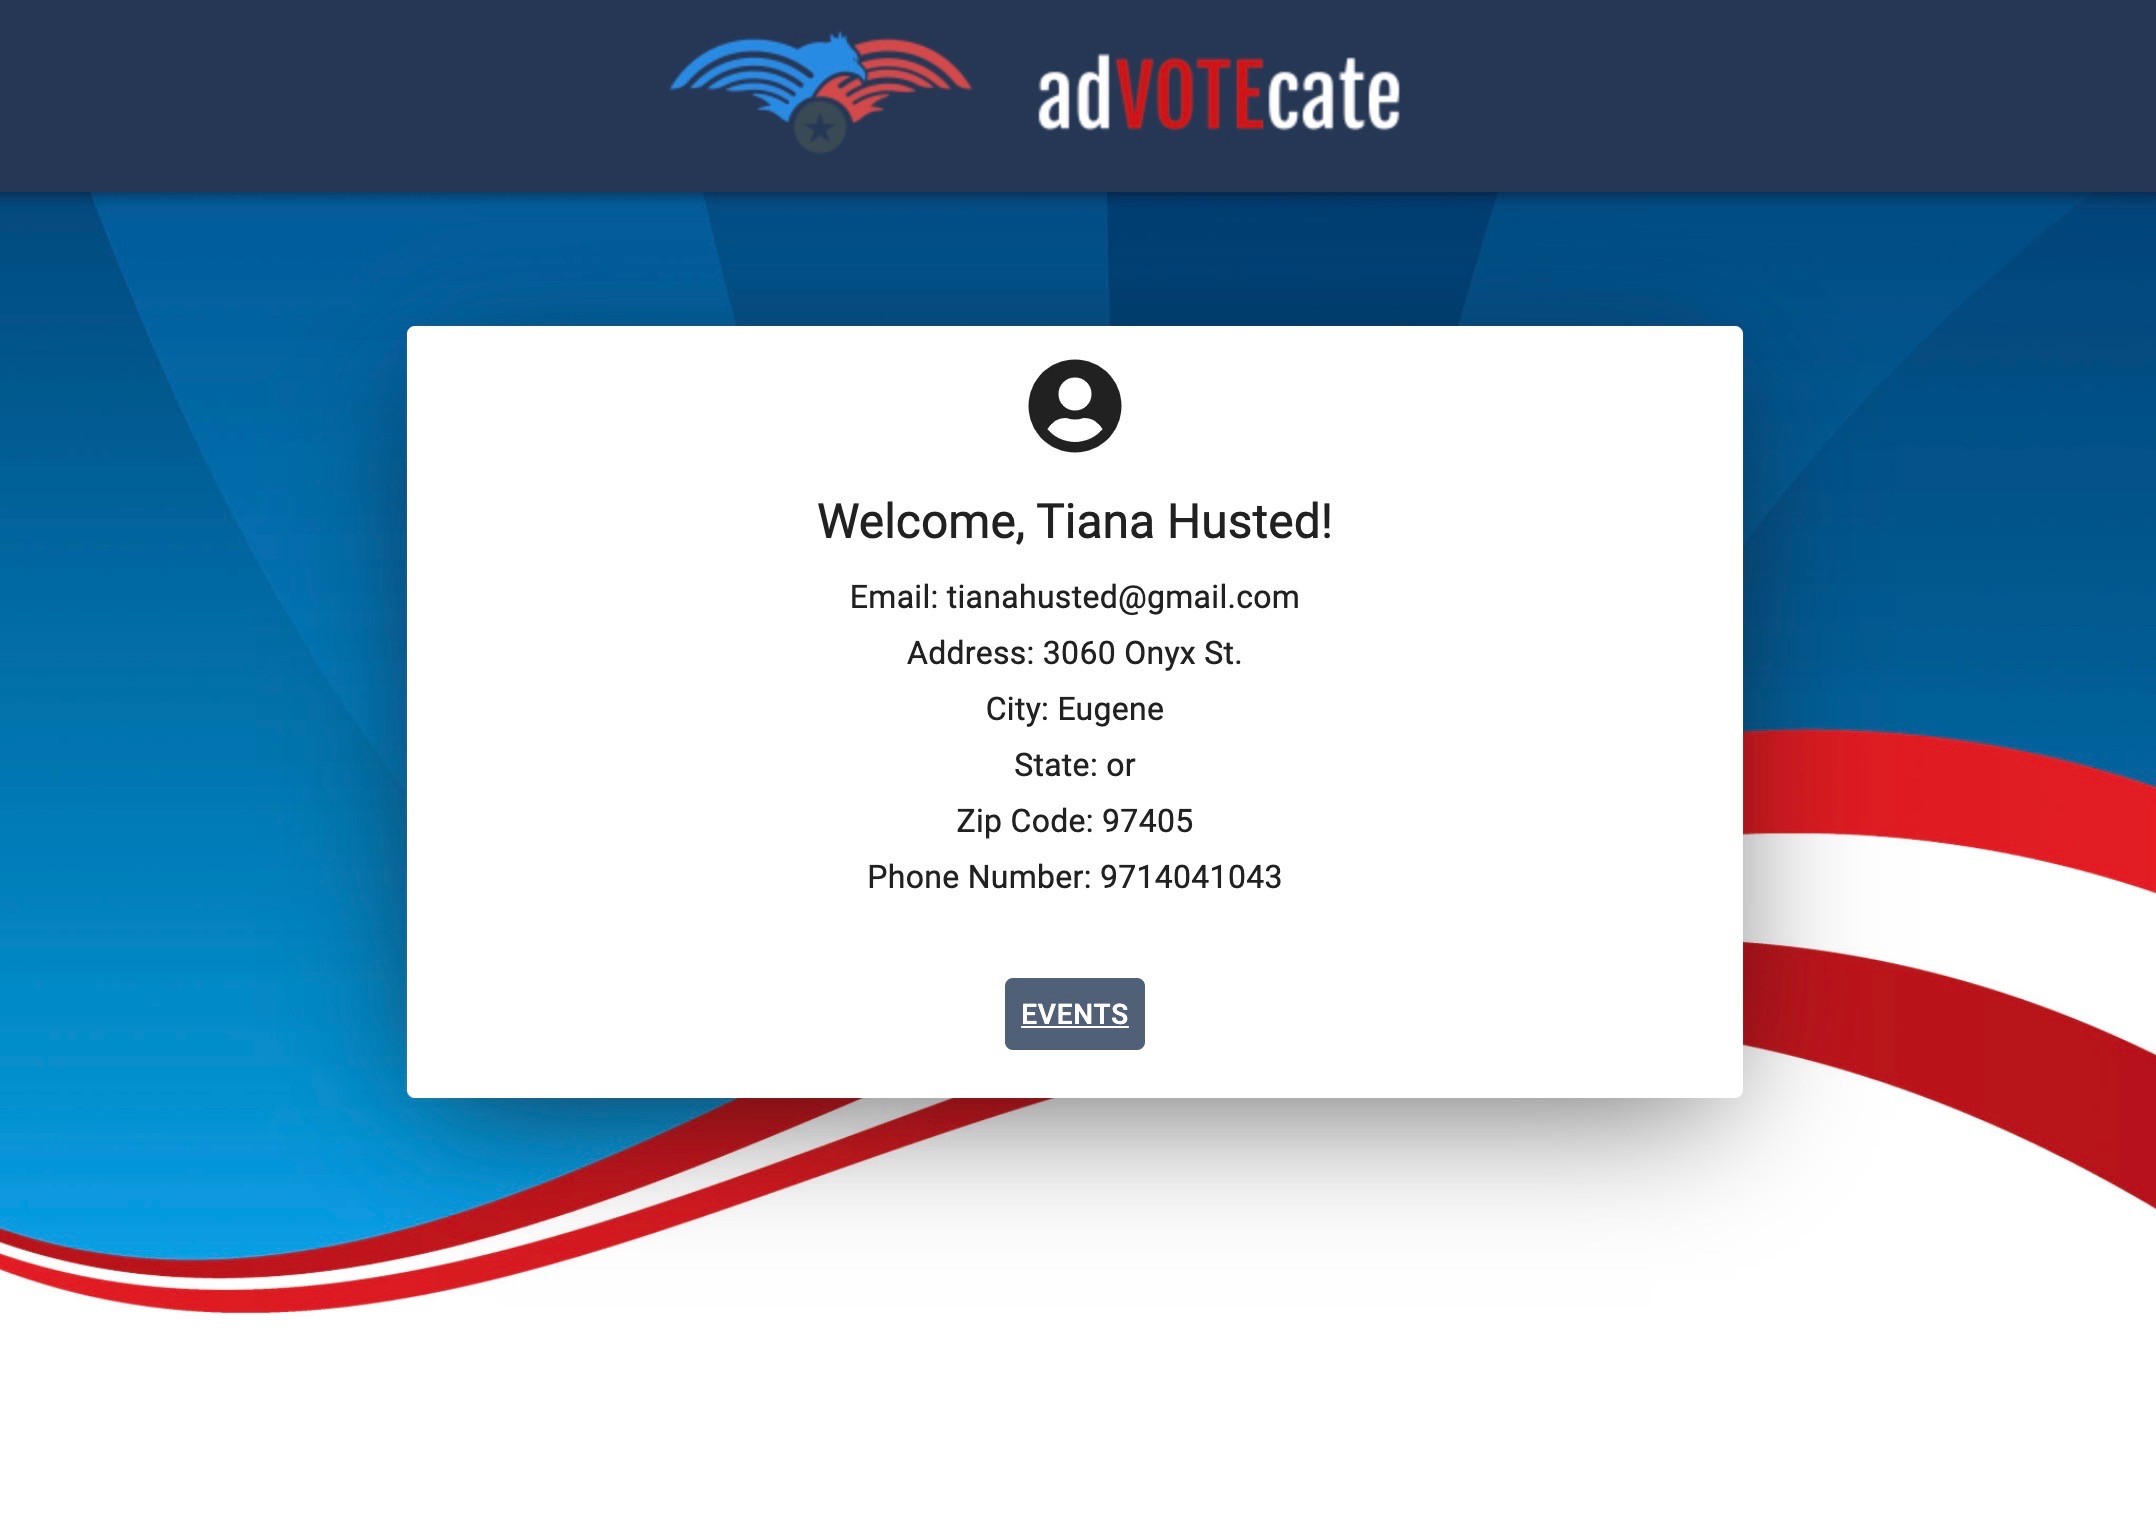 adVOTEcate
Welcome, Tiana Husted!
Email: tianahusted@gmail.com
Address: 3060 Onyx St.
City: Eugene
State: or
Zip Code: 97405
Phone Number: 9714041043
EVENTS